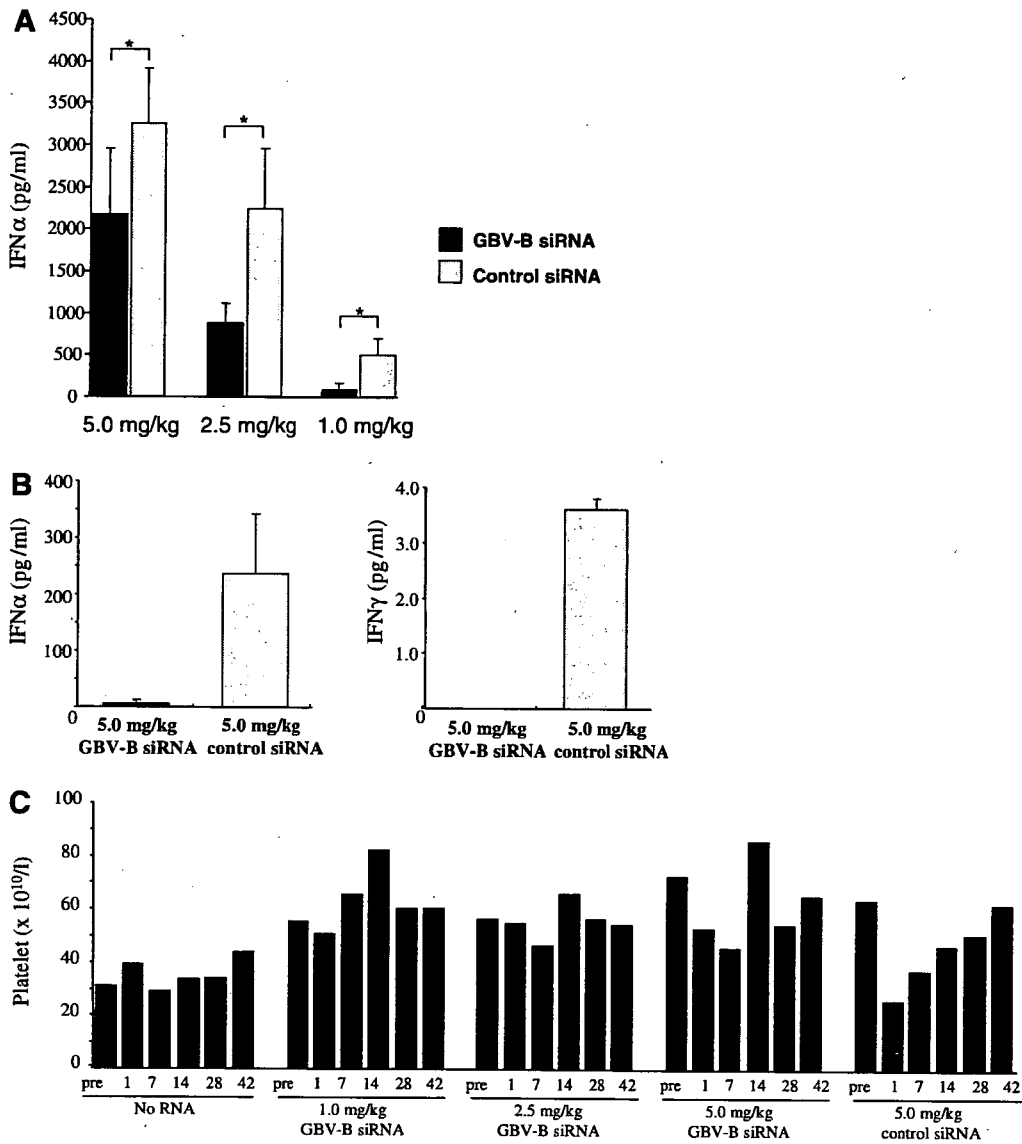 A
IFNα (pg/ml)
4500
4000
3500
3000
2500
2000
1500
1000
500
0
*
*
*
5.0 mg/kg 2.5 mg/kg 1.0 mg/kg
GBV-B siRNA
Control siRNA
B
IFNα (pg/ml)
400
300
200
100
0
5.0 mg/kg 5.0 mg/kg
GBV-B siRNA control siRNA
IFNγ (pg/ml)
4.0
3.0
2.0
1.0
0
5.0 mg/kg 5.0 mg/kg
GBV-B siRNA control siRNA
C
Platelet (x 10¹⁰/l)
100
80
60
40
20
0
pre 1 7 14 28 42 pre 1 7 14 28 42 pre 1 7 14 28 42 pre 1 7 14 28 42 pre 1 7 14 28 42
No RNA 1.0 mg/kg 2.5 mg/kg 5.0 mg/kg 5.0 mg/kg
GBV-B siRNA GBV-B siRNA GBV-B siRNA control siRNA